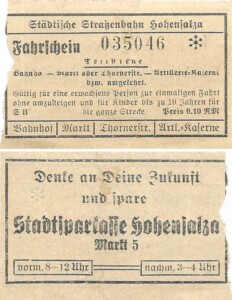 Städtische Straßenbahn Hohensalza
Fahrschein 035046
Teilstrecke
Bahnho - Markt oder Thornerstr. - Artillerie-Kaserne
bzw. umgekehrt.
Gültig für eine erwachsene Person zur einmaligen Fahrt
ohne umzusteigen und für Kinder bis zu 10 Jahren für
S B die ganze Strecke. Preis 0.10 RM
Bahnhof Markt Thornerstr. Artl.-Kaserne
Denke an Deine Zukunft
und spare
Stadtsparkasse Hohensalza
Markt 5
vorm. 8-12 Uhr nachm. 3-4 Uhr